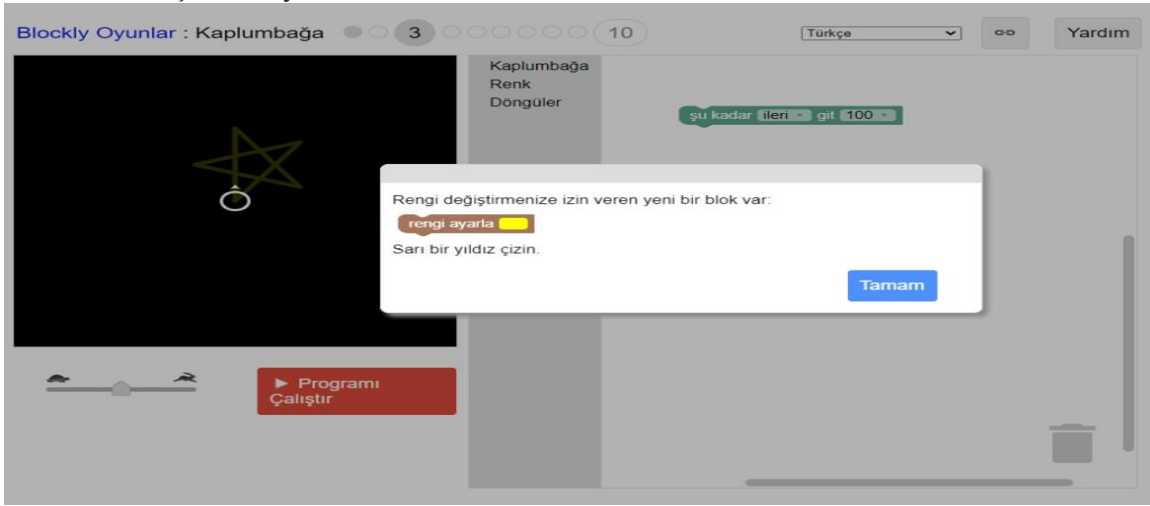 Blockly Oyunlar : Kaplumbağa 3 10 Türkçe Yardım
Kaplumbağa
Renk
Döngüler
şu kadar ileri git 100
Rengi değiştirmenize izin veren yeni bir blok var:
rengi ayarla
Sarı bir yıldız çizin.
Tamam
Programı
Çalıştır